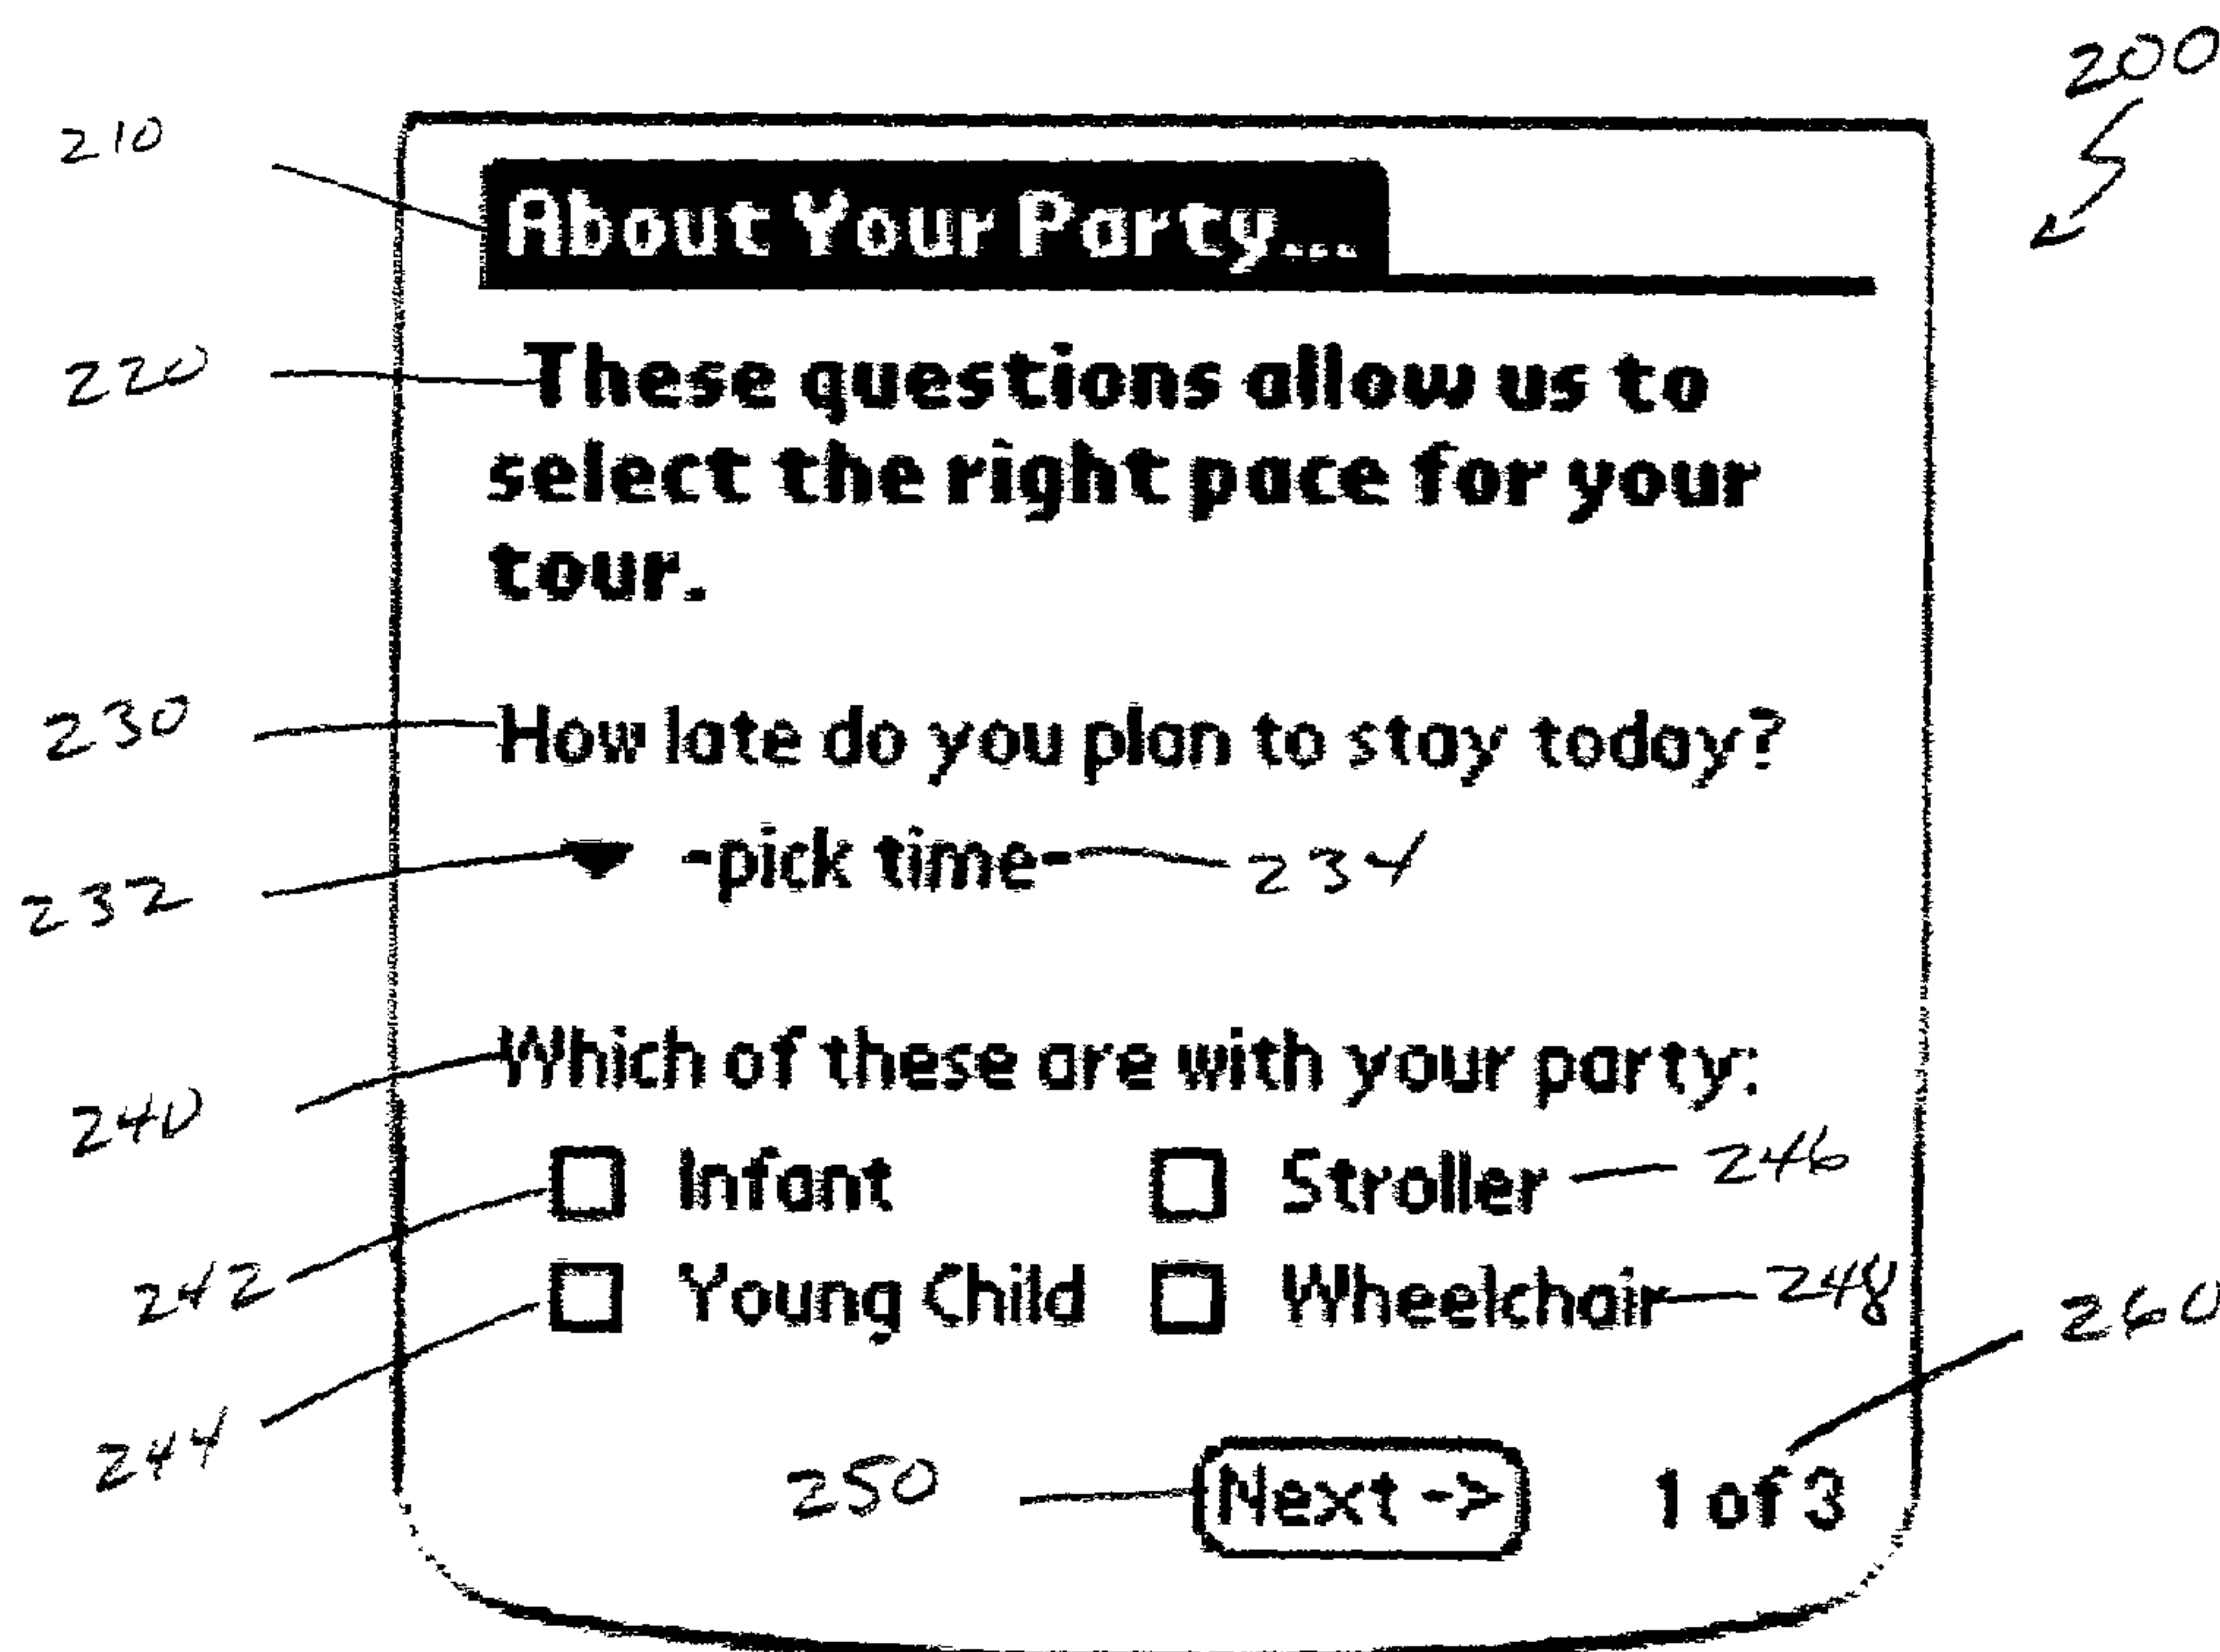 200
210
About Your Party...
220
These questions allow us to
select the right pace for your
tour.
230
How late do you plan to stay today?
232
-pick time-
234
240
Which of these are with your party:
242
Infant
Stroller
246
244
Young Child
Wheelchair
248
260
250
Next ->
1 of 3